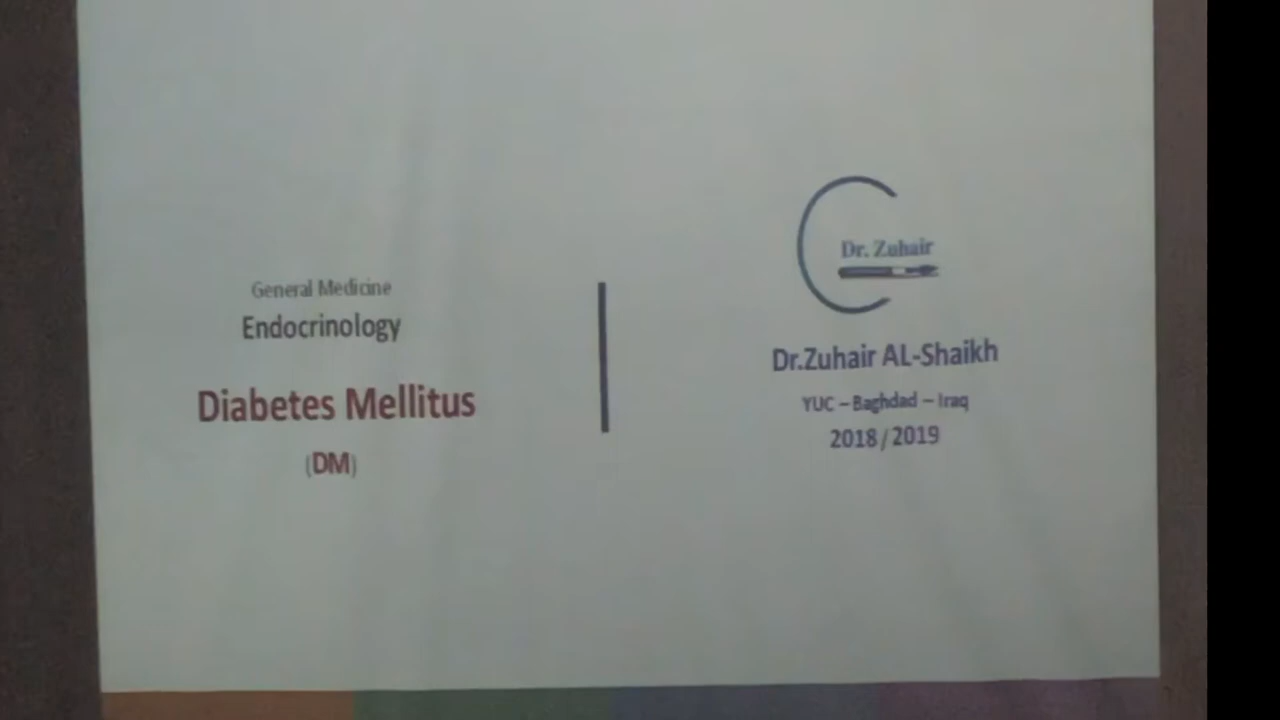 General Medicine
Endocrinology
Diabetes Mellitus
(DM)
Dr. Zuhair
Dr.Zuhair AL-Shaikh
YUC – Baghdad – Iraq
2018 / 2019